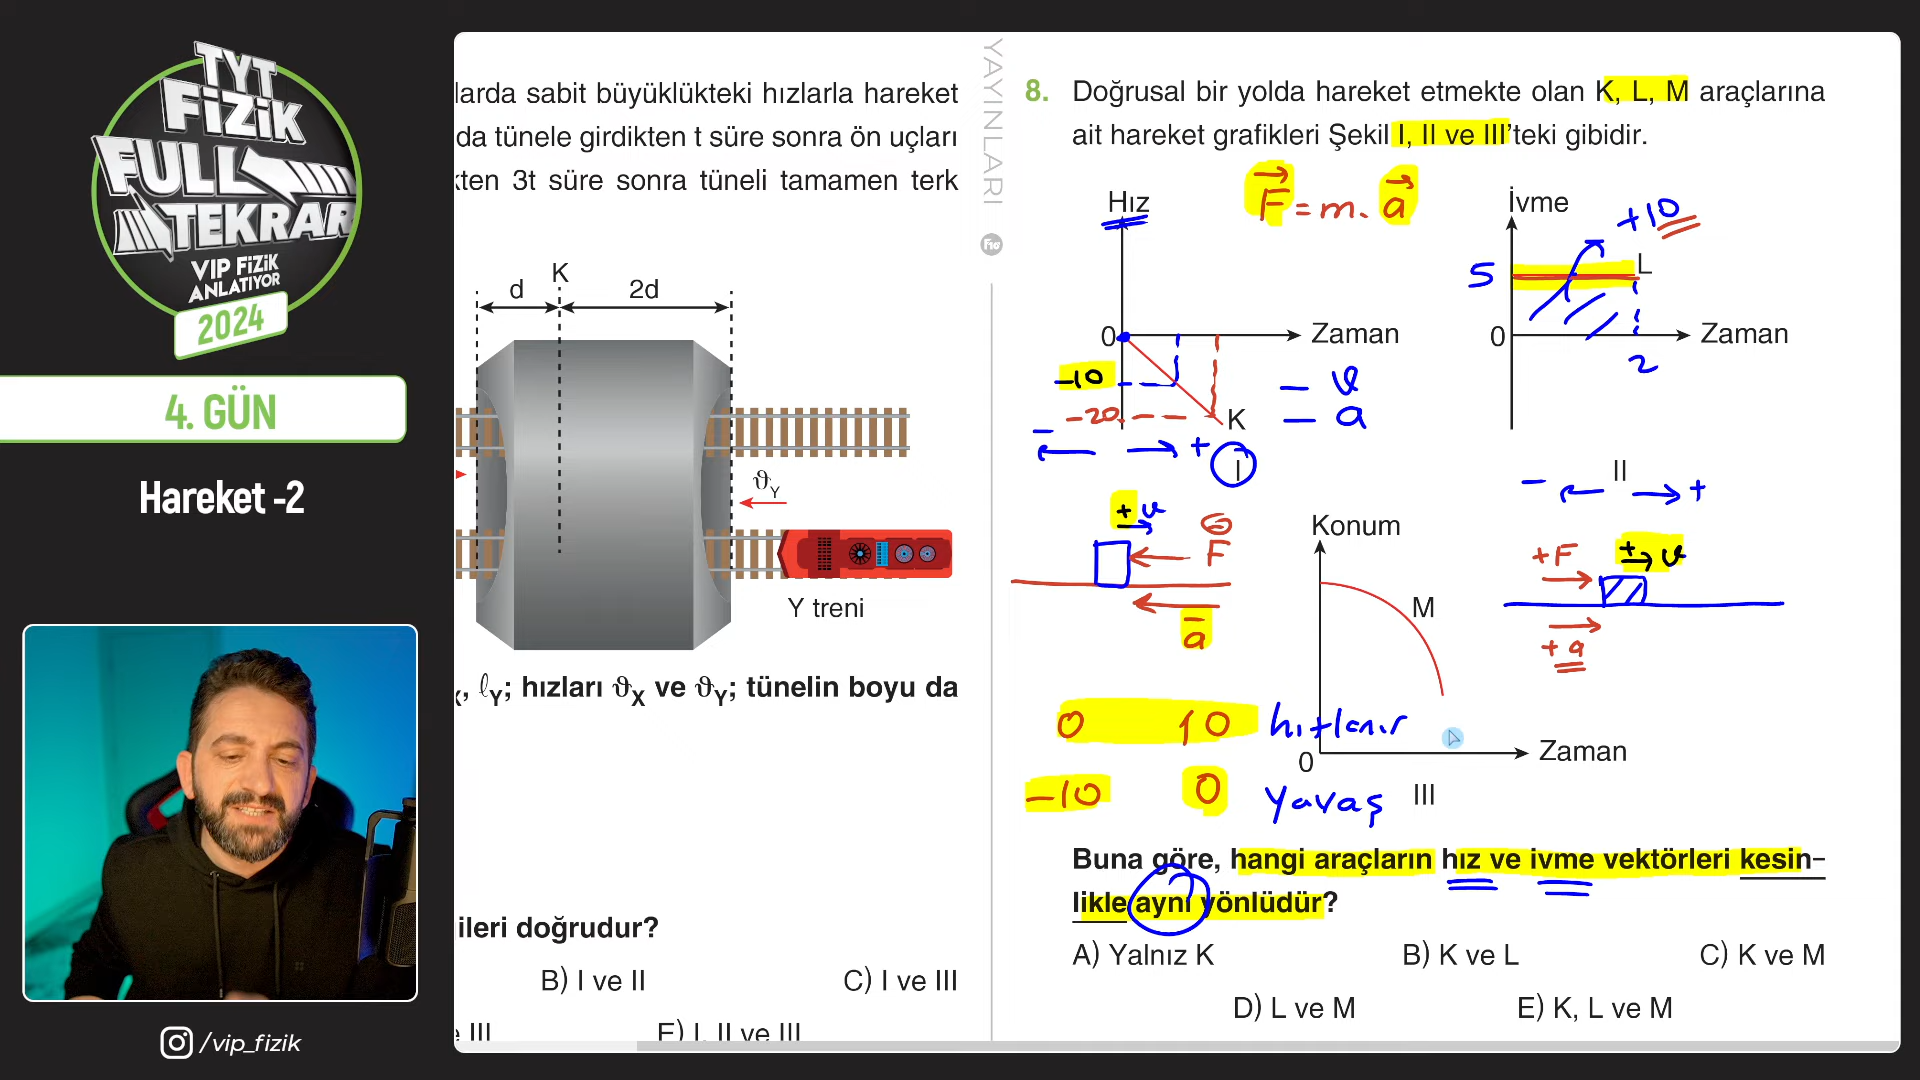 TYT
FİZİK
FULL
TEKRAR
VIP FİZİK
ANLATIYOR
2024
4. GÜN
Hareket -2
/vip_fizik
larda sabit büyüklükteki hızlarla hareket
da tünele girdikten t süre sonra ön uçları
kten 3t süre sonra tüneli tamamen terk
d K 2d
ϑY
Y treni
, ℓY; hızları ϑX ve ϑY; tünelin boyu da
ileri doğrudur?
B) I ve II C) I ve III
e III E) I, II ve III
YAYINLARI
8. Doğrusal bir yolda hareket etmekte olan K, L, M araçlarına
ait hareket grafikleri Şekil I, II ve III'teki gibidir.
F = m. a
Hız
0 Zaman
-10
-20
K
- ϑ
- a
- +
I
İvme
+10
5 L
0 Zaman
2
II
- +
+ v
F
a
+F + v
+ a
Konum
M
0 Zaman
III
0 10 hızlanır
-10 0 yavaş
Buna göre, hangi araçların hız ve ivme vektörleri kesin-
likle aynı yönlüdür?
A) Yalnız K B) K ve L C) K ve M
D) L ve M E) K, L ve M